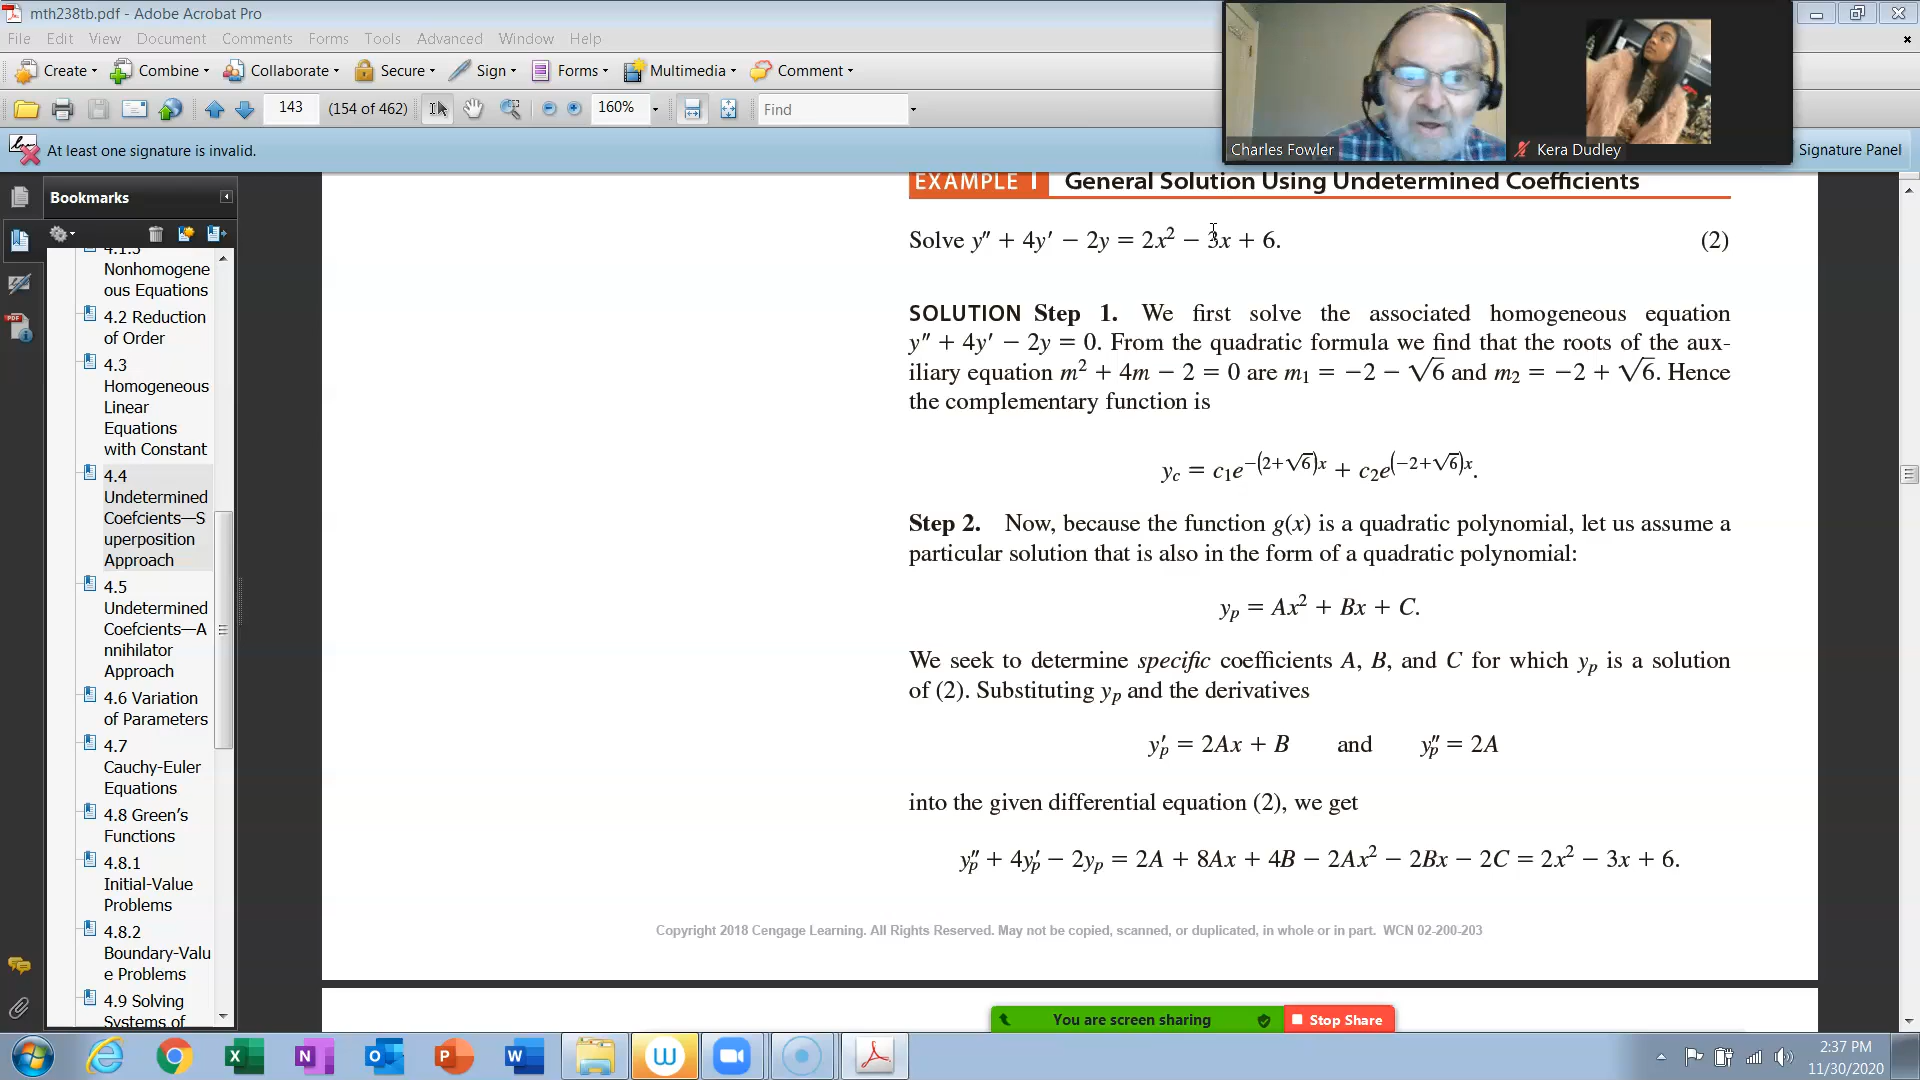 mth238tb.pdf - Adobe Acrobat Pro
File Edit View Document Comments Forms Tools Advanced Window Help
Create Combine Collaborate Secure Sign Forms Multimedia Comment
143 (154 of 462) 160% Find
At least one signature is invalid.
Charles Fowler
Kera Dudley
Signature Panel
Bookmarks
4.1.3
Nonhomogene
ous Equations
4.2 Reduction
of Order
4.3
Homogeneous
Linear
Equations
with Constant
4.4
Undetermined
Coefcients—S
uperposition
Approach
4.5
Undetermined
Coefcients—A
nnihilator
Approach
4.6 Variation
of Parameters
4.7
Cauchy-Euler
Equations
4.8 Green's
Functions
4.8.1
Initial-Value
Problems
4.8.2
Boundary-Valu
e Problems
4.9 Solving
Systems of
EXAMPLE 1 General Solution Using Undetermined Coefficients
Solve y″ + 4y′ − 2y = 2x² − 3x + 6. (2)
SOLUTION Step 1. We first solve the associated homogeneous equation
y″ + 4y′ − 2y = 0. From the quadratic formula we find that the roots of the aux-
iliary equation m² + 4m − 2 = 0 are m₁ = −2 − √6 and m₂ = −2 + √6. Hence
the complementary function is
y_c = c₁e^{−(2+√6)x} + c₂e^{(−2+√6)x}.
Step 2. Now, because the function g(x) is a quadratic polynomial, let us assume a
particular solution that is also in the form of a quadratic polynomial:
y_p = Ax² + Bx + C.
We seek to determine specific coefficients A, B, and C for which y_p is a solution
of (2). Substituting y_p and the derivatives
y_p′ = 2Ax + B and y_p″ = 2A
into the given differential equation (2), we get
y_p″ + 4y_p′ − 2y_p = 2A + 8Ax + 4B − 2Ax² − 2Bx − 2C = 2x² − 3x + 6.
Copyright 2018 Cengage Learning. All Rights Reserved. May not be copied, scanned, or duplicated, in whole or in part. WCN 02-200-203
You are screen sharing Stop Share
2:37 PM
11/30/2020